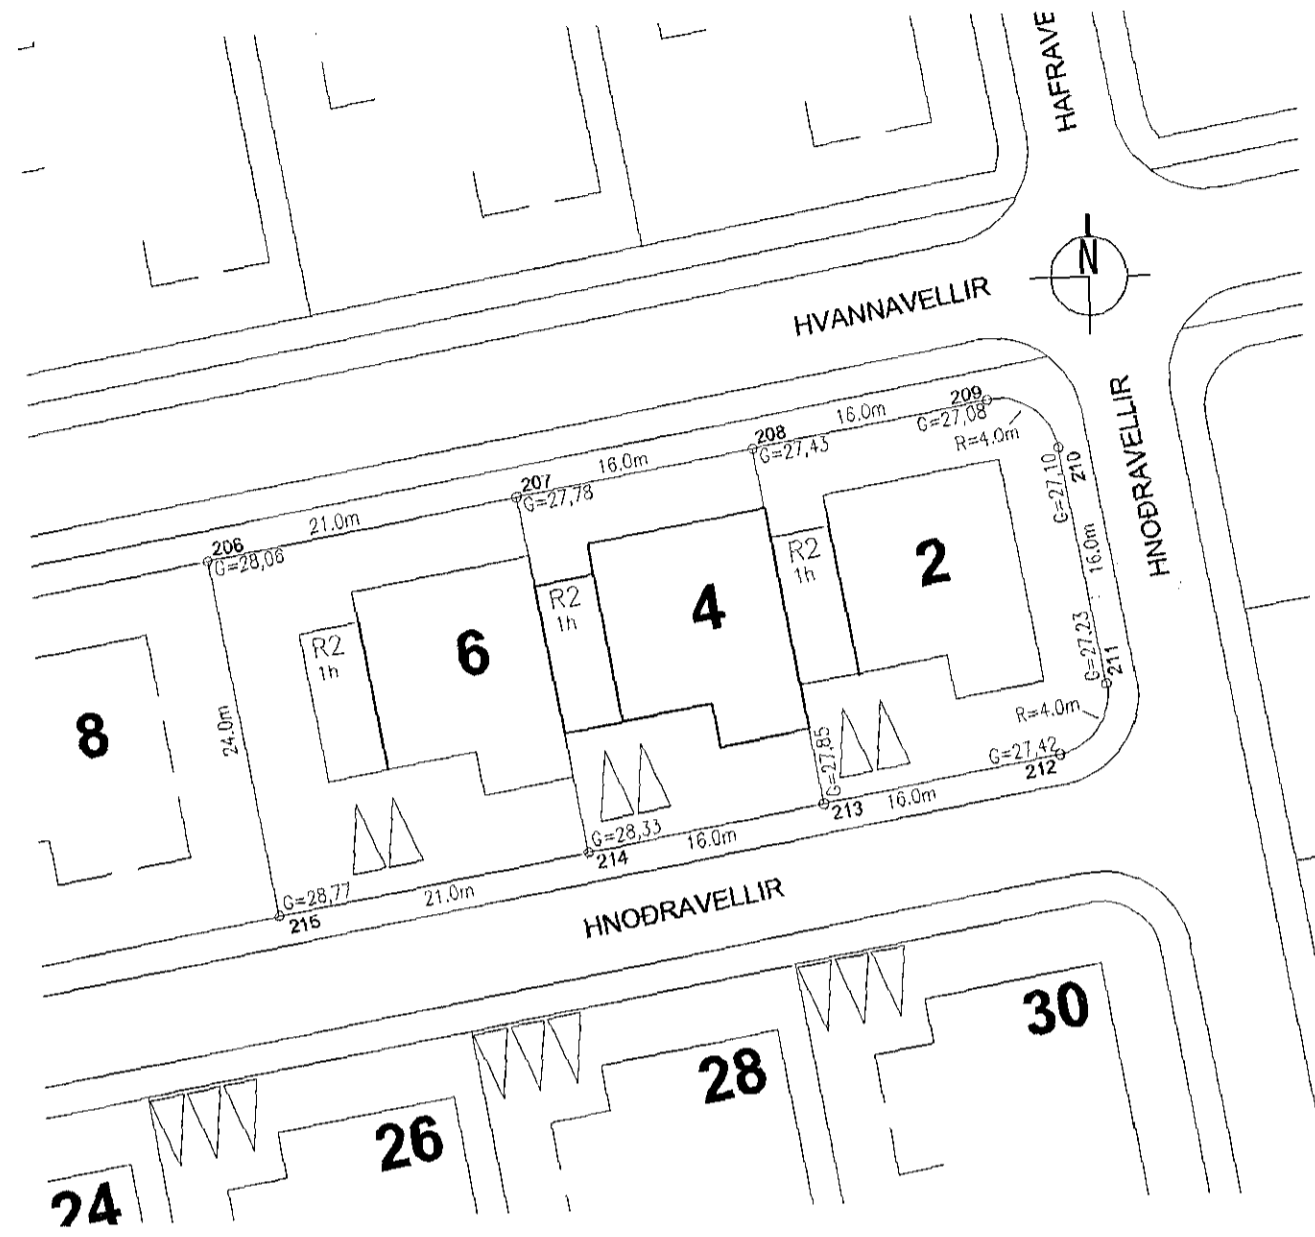 HAFRAVE
N
HVANNAVELLIR
HNOÐRAVELLIR
209
G=27,08
16.0m
R=4.0m
208
G=27,43
210
G=27,10
16.0m
207
G=27,78
16.0m
21.0m
206
G=28,06
R2
1h
2
R2
1h
4
R2
1h
6
8
24.0m
G=27,23
211
R=4.0m
G=27,42
212
G=27,85
213
16.0m
G=28,33
214
16.0m
G=28,77
215
21.0m
HNOÐRAVELLIR
30
28
26
24